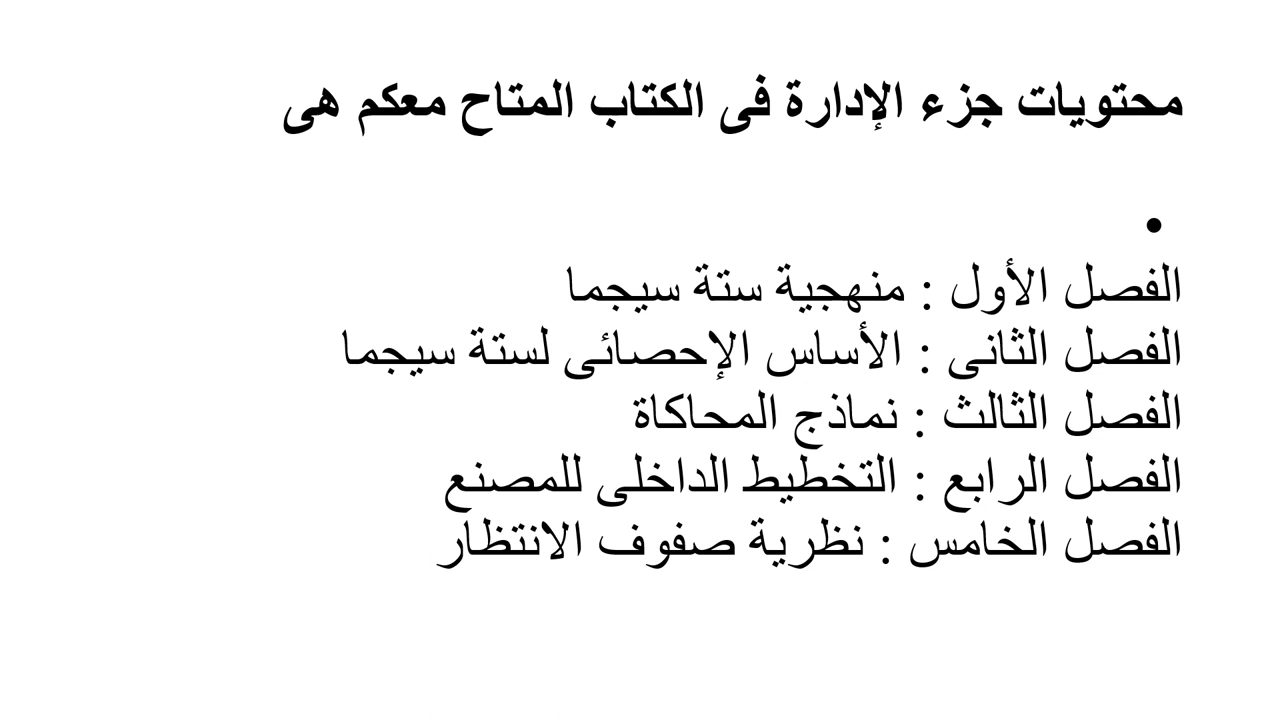 محتويات جزء الإدارة فى الكتاب المتاح معكم هى
•
الفصل الأول : منهجية ستة سيجما
الفصل الثانى : الأساس الإحصائى لستة سيجما
الفصل الثالث : نماذج المحاكاة
الفصل الرابع : التخطيط الداخلى للمصنع
الفصل الخامس : نظرية صفوف الانتظار